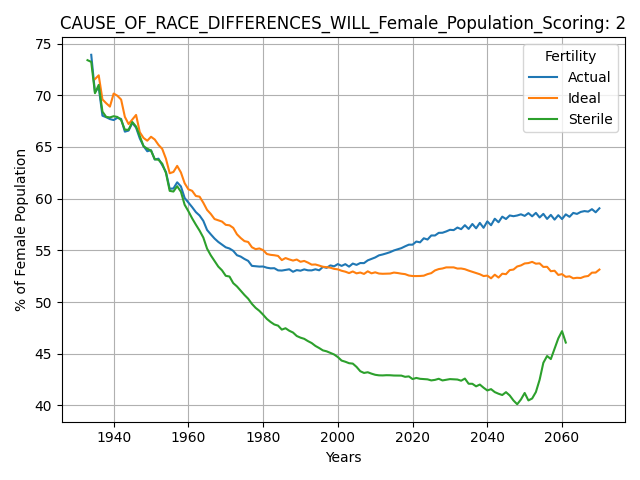 CAUSE_OF_RACE_DIFFERENCES_WILL_Female_Population_Scoring: 2
75
70
65
60
55
50
45
40
% of Female Population
1940
1960
1980
2000
2020
2040
2060
Years
Fertility
Actual
Ideal
Sterile